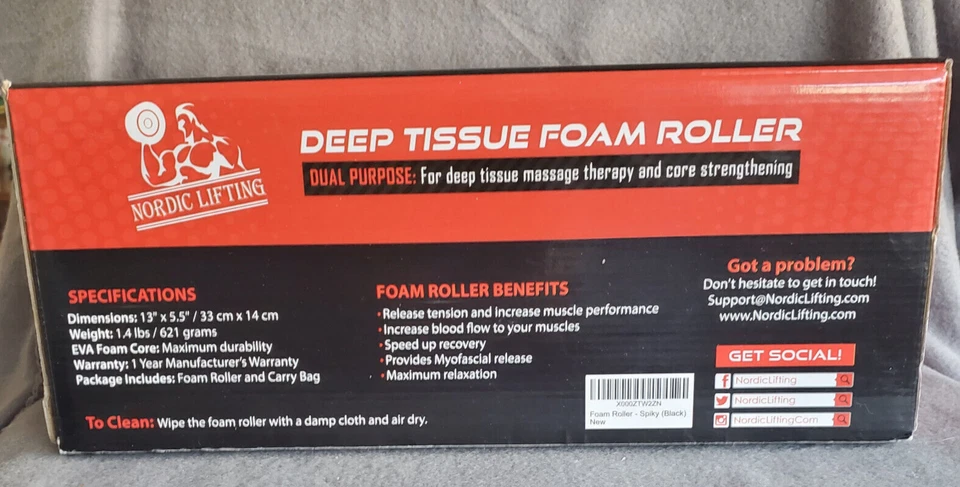 NORDIC LIFTING
DEEP TISSUE FOAM ROLLER
DUAL PURPOSE: For deep tissue massage therapy and core strengthening
SPECIFICATIONS
Dimensions: 13" x 5.5" / 33 cm x 14 cm
Weight: 1.4 lbs / 621 grams
EVA Foam Core: Maximum durability
Warranty: 1 Year Manufacturer's Warranty
Package Includes: Foam Roller and Carry Bag
To Clean: Wipe the foam roller with a damp cloth and air dry.
FOAM ROLLER BENEFITS
•Release tension and increase muscle performance
•Increase blood flow to your muscles
•Speed up recovery
•Provides Myofascial release
•Maximum relaxation
X000ZTW2ZN
Foam Roller - Spiky (Black)
New
Got a problem?
Don't hesitate to get in touch!
Support@NordicLifting.com
www.NordicLifting.com
GET SOCIAL!
f NordicLifting
NordicLifting
NordicLiftingCom